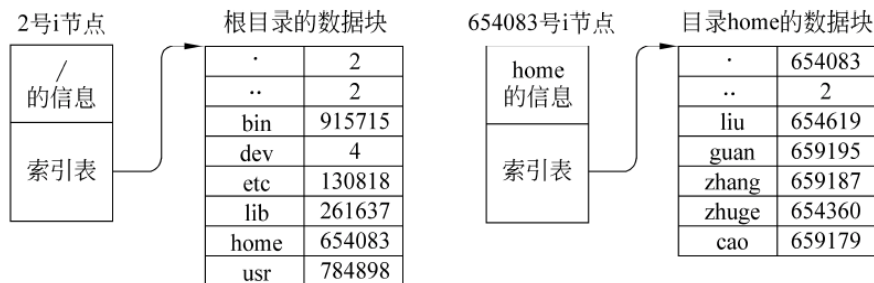 2号i节点
/
的信息
索引表
根目录的数据块
· 2
·· 2
bin 915715
dev 4
etc 130818
lib 261637
home 654083
usr 784898
654083号i节点
home
的信息
索引表
目录home的数据块
· 654083
·· 2
liu 654619
guan 659195
zhang 659187
zhuge 654360
cao 659179